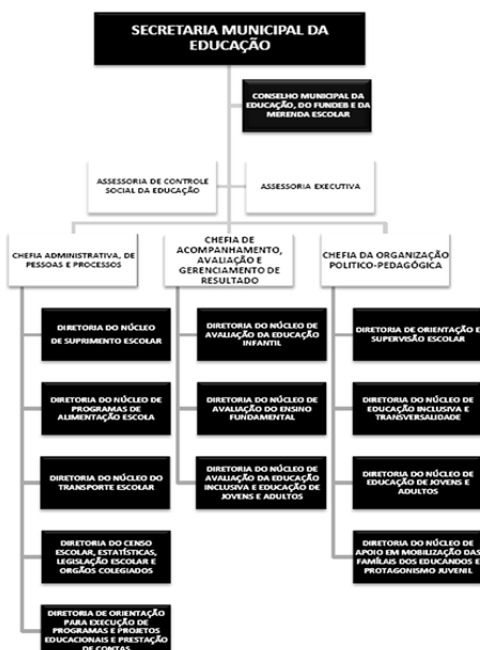 SECRETARIA MUNICIPAL DA
EDUCAÇÃO
CONSELHO MUNICIPAL DA
EDUCAÇÃO, DO FUNDEB E DA
MERENDA ESCOLAR
ASSESSORIA DE CONTROLE
SOCIAL DA EDUCAÇÃO
ASSESSORIA EXECUTIVA
CHEFIA ADMINISTRATIVA, DE
PESSOAS E PROCESSOS
CHEFIA DE
ACOMPANHAMENTO,
AVALIAÇÃO E
GERENCIAMENTO DE
RESULTADO
CHEFIA DA ORGANIZAÇÃO
POLITICO-PEDAGÓGICA
DIRETORIA DO NÚCLEO
DE SUPRIMENTO ESCOLAR
DIRETORIA DO NÚCLEO DE
PROGRAMAS DE
ALIMENTAÇÃO ESCOLA
DIRETORIA DO NÚCLEO DO
TRANSPORTE ESCOLAR
DIRETORIA DO CENSO
ESCOLAR, ESTATÍSTICAS,
LEGISLAÇÃO ESCOLAR E
ORGÃOS COLEGIADOS
DIRETORIA DE ORIENTAÇÃO
PARA EXECUÇÃO DE
PROGRAMAS E PROJETOS
EDUCACIONAIS E PRESTAÇÃO
DE CONTAS
DIRETORIA DO NÚCLEO DE
AVALIAÇÃO DA EDUCAÇÃO
INFANTIL
DIRETORIA DO NÚCLEO DE
AVALIAÇÃO DO ENSINO
FUNDAMENTAL
DIRETORIA DO NÚCLEO DE
AVALIAÇÃO DA EDUCAÇÃO
INCLUSIVA E EDUCAÇÃO DE
JOVENS E ADULTOS
DIRETORIA DE ORIENTAÇÃO E
SUPERVISÃO ESCOLAR
DIRETORIA DO NÚCLEO DE
EDUCAÇÃO INCLUSIVA E
TRANSVERSALIDADE
DIRETORIA DO NÚCLEO DE
EDUCAÇÃO DE JOVENS E
ADULTOS
DIRETORIA DO NÚCLEO DE
APOIO EM MOBILIZAÇÃO DAS
FAMÍLAIS DOS EDUCANDOS E
PROTAGONISMO JUVENIL